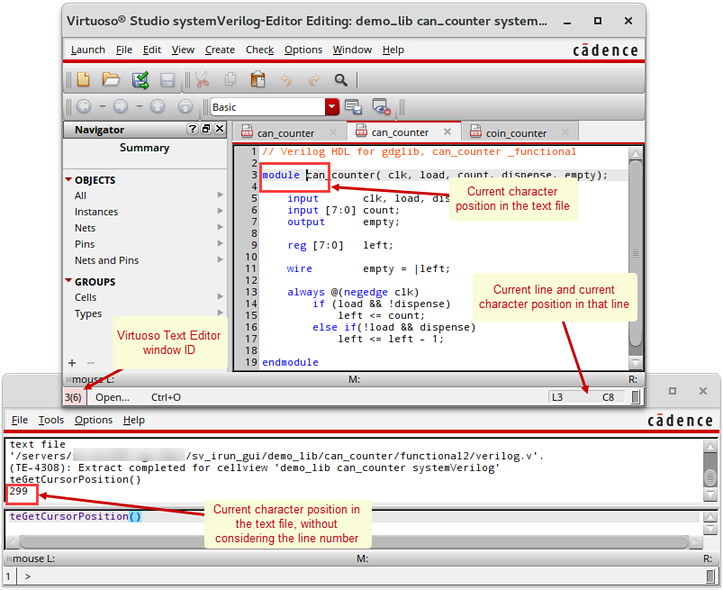 Virtuoso® Studio systemVerilog-Editor Editing: demo_lib can_counter system...
Launch File Edit View Create Check Options Window Help
cādence
Basic
Navigator
Summary
OBJECTS
All
Instances
Nets
Pins
Nets and Pins
GROUPS
Cells
Types
can_counter can_counter coin_counter
1 // Verilog HDL for gdglib, can_counter _functional
2
3 module can_counter( clk, load, count, dispense, empty);
4
5 input clk, load, dis
6 input [7:0] count;
7 output empty;
8
9 reg [7:0] left;
10
11 wire empty = |left;
12
13 always @(negedge clk)
14 if (load && !dispense)
15 left <= count;
16 else if(!load && dispense)
17 left <= left - 1;
18
19 endmodule
Current character
position in the text file
Current line and current
character position in that line
Virtuoso Text Editor
window ID
mouse L: M: R:
3(6) Open... Ctrl+O L3 C8
File Tools Options Help
cādence
text file
'/servers/ /sv_irun_gui/demo_lib/can_counter/functional2/verilog.v'.
(TE-4308): Extract completed for cellview 'demo_lib can_counter systemVerilog'
teGetCursorPosition()
299
teGetCursorPosition()
Current character position in
the text file, without
considering the line number
mouse L: M: R:
1 >